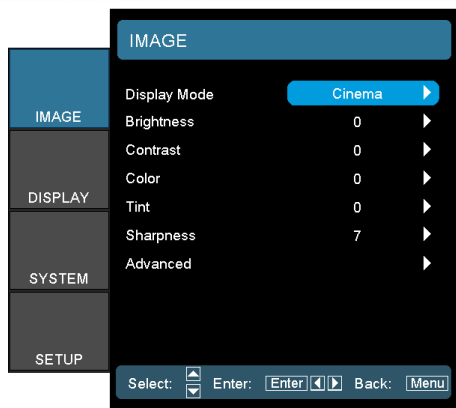 IMAGE
IMAGE
DISPLAY
SYSTEM
SETUP
Display Mode Cinema
Brightness 0
Contrast 0
Color 0
Tint 0
Sharpness 7
Advanced
Select: Enter: Enter Back: Menu